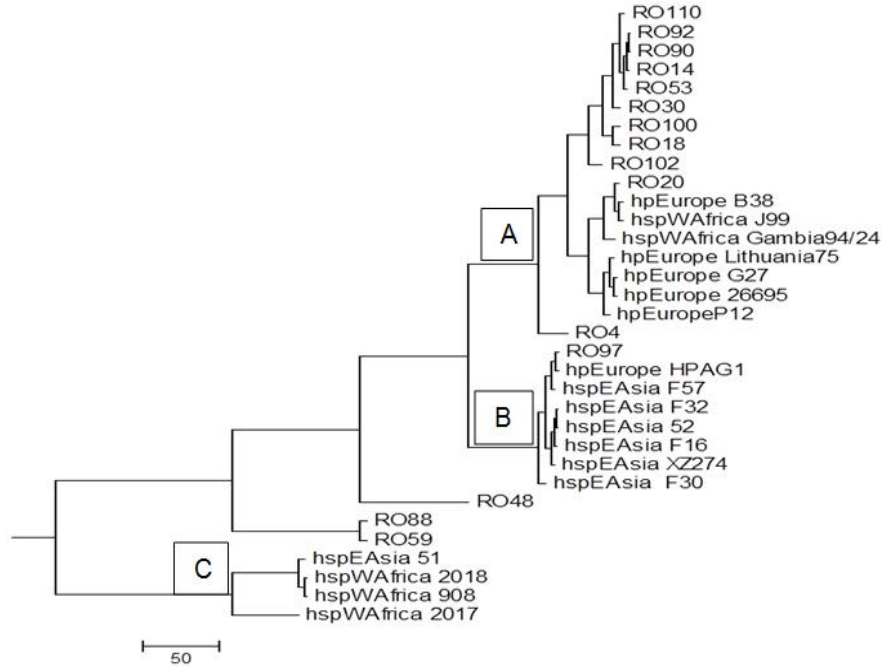 RO110
RO92
RO90
RO14
RO53
RO30
RO100
RO18
RO102
RO20
hpEurope B38
hspWAfrica J99
A
hspWAfrica Gambia94/24
hpEurope Lithuania75
hpEurope G27
hpEurope 26695
hpEuropeP12
RO4
RO97
hpEurope HPAG1
hspEAsia F57
hspEAsia F32
B
hspEAsia 52
hspEAsia F16
hspEAsia XZ274
hspEAsia F30
RO48
RO88
RO59
hspEAsia 51
C
hspWAfrica 2018
hspWAfrica 908
hspWAfrica 2017
50